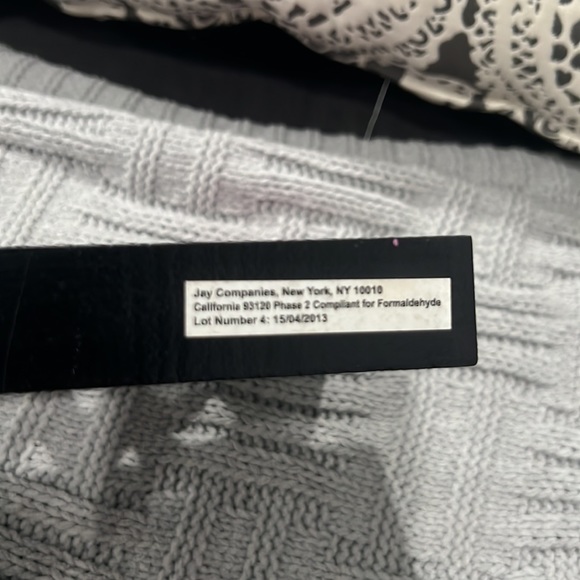 Jay Companies, New York, NY 10010
California 93120 Phase 2 Compliant for Formaldehyde
Lot Number 4: 15/04/2013